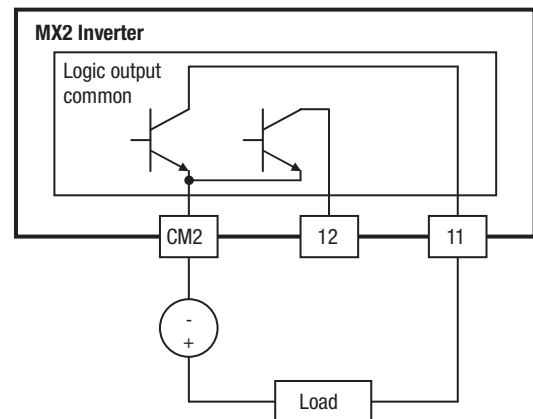 MX2 Inverter
Logic output
common
CM2
12
11
-
+
Load